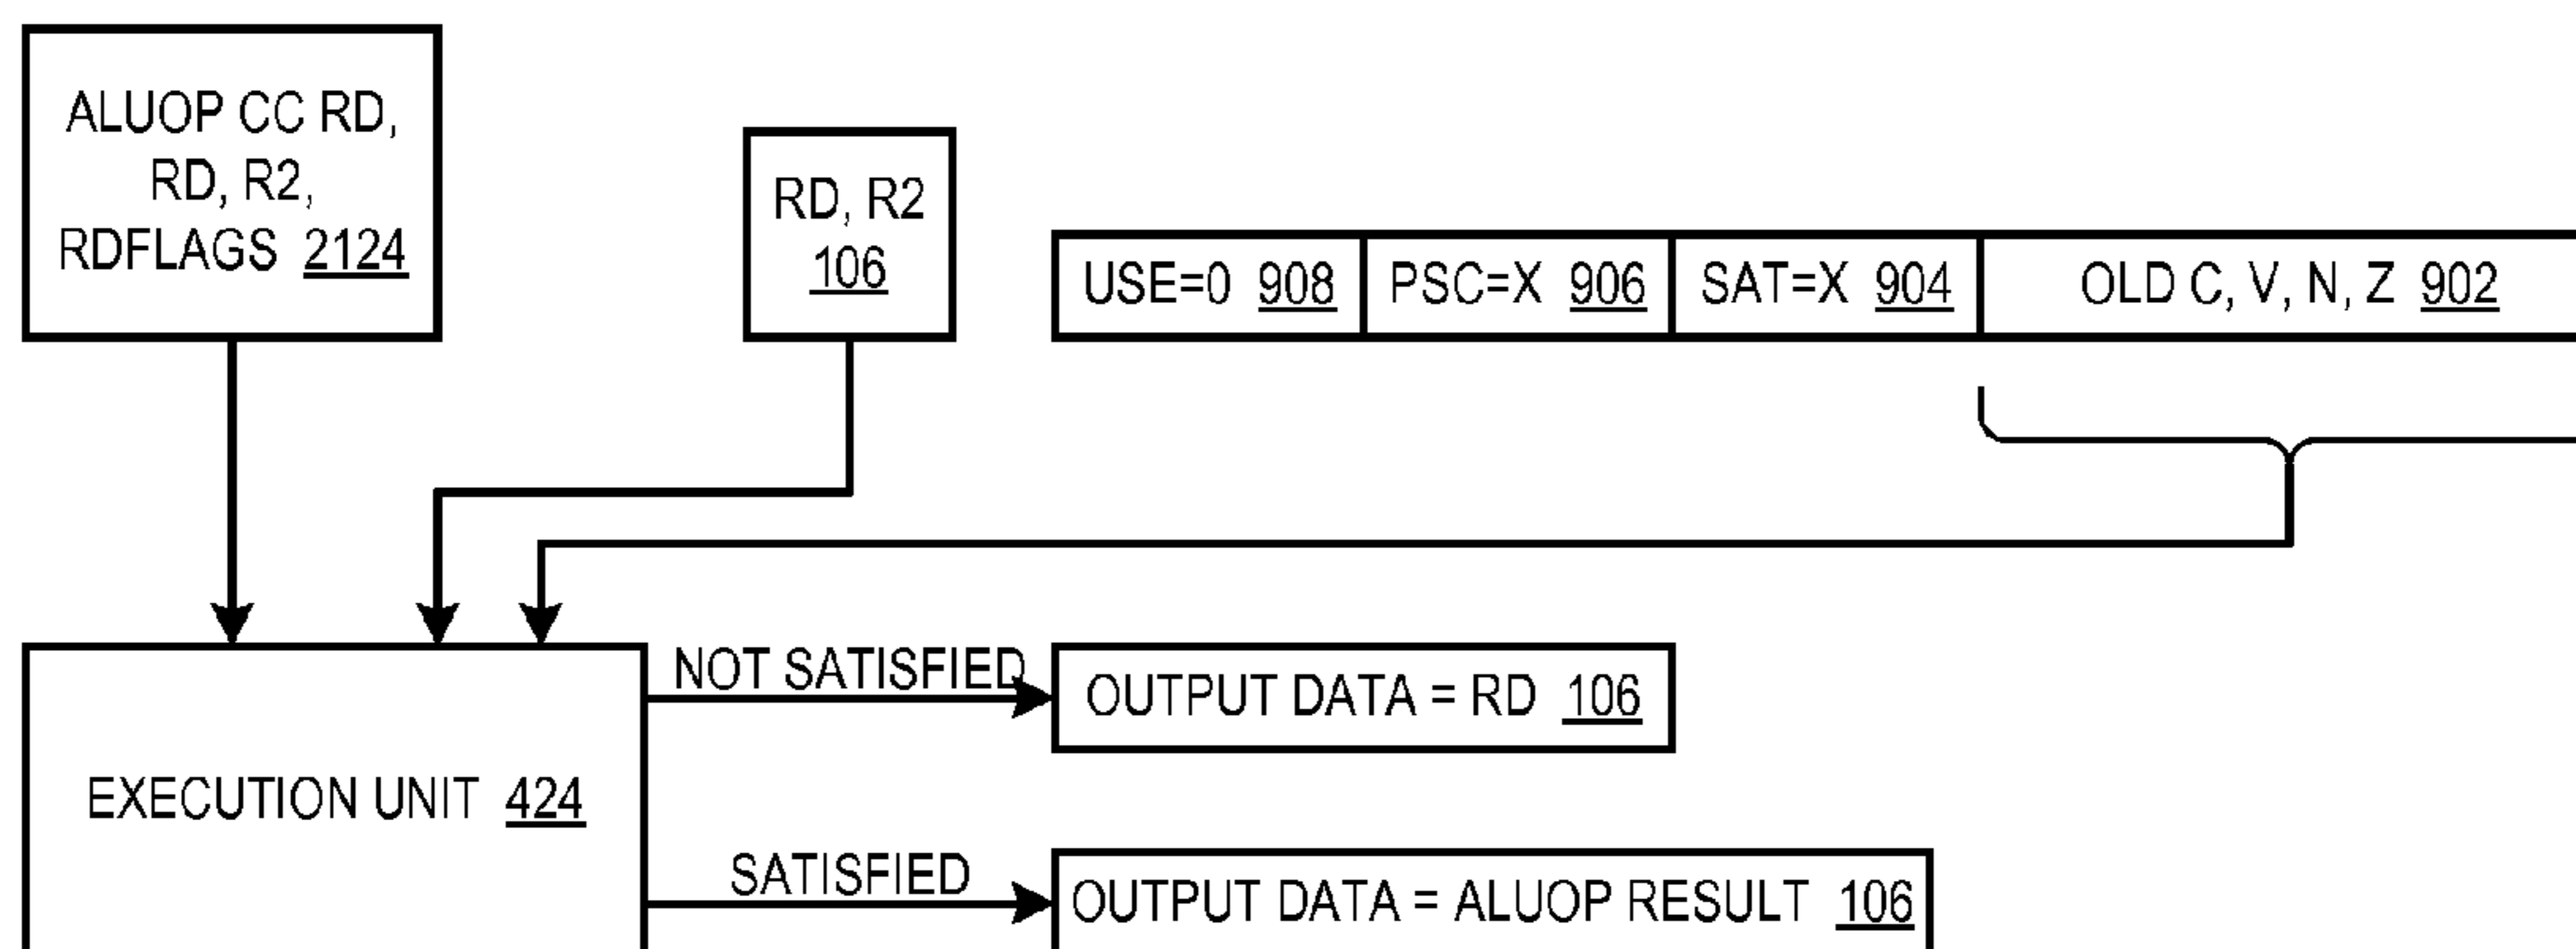 ALUOP CC RD,
RD, R2,
RDFLAGS 2124
RD, R2
106
USE=0 908 PSC=X 906 SAT=X 904 OLD C, V, N, Z 902
NOT SATISFIED
OUTPUT DATA = RD 106
EXECUTION UNIT 424
SATISFIED
OUTPUT DATA = ALUOP RESULT 106